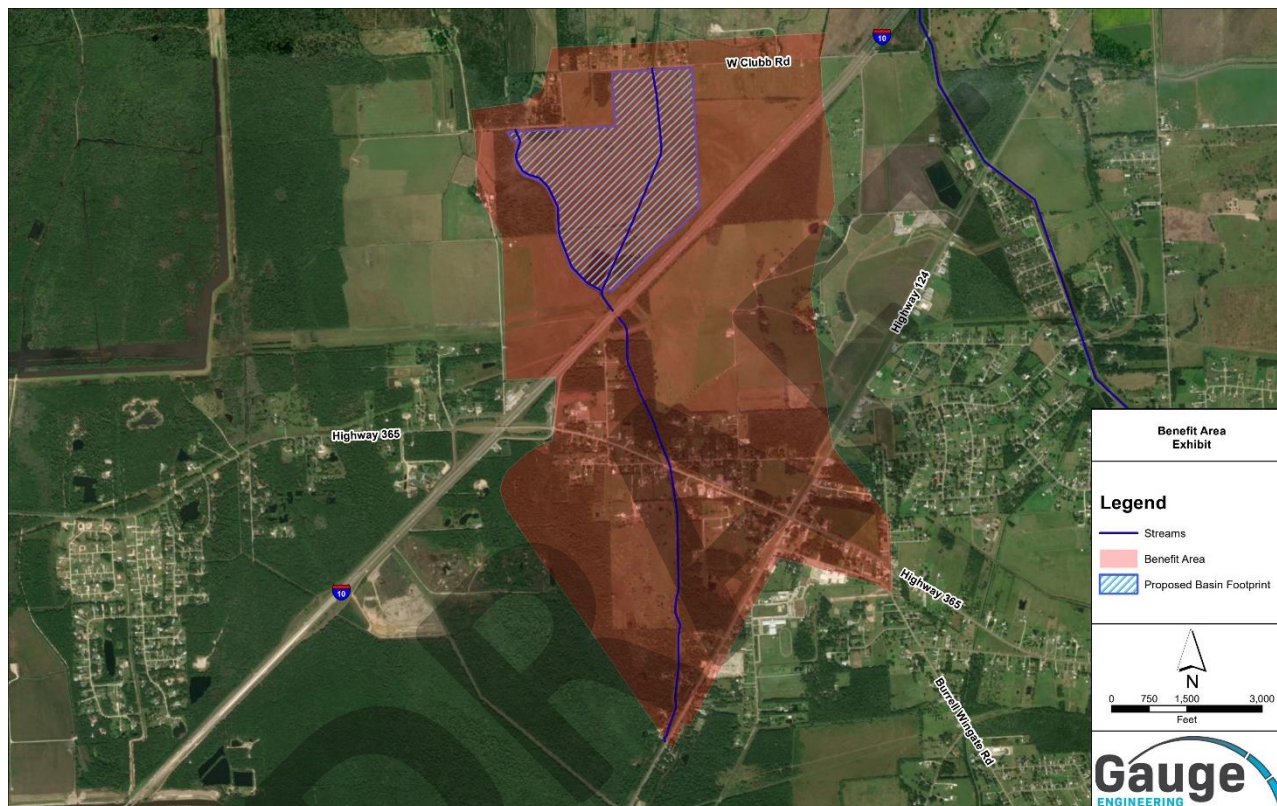 10
W Clubb Rd
Highway 124
Highway 365
10
Highway 365
Burrell Wingate Rd
Benefit Area
Exhibit
Legend
Streams
Benefit Area
Proposed Basin Footprint
N
0 750 1,500 3,000
Feet
Gauge
ENGINEERING